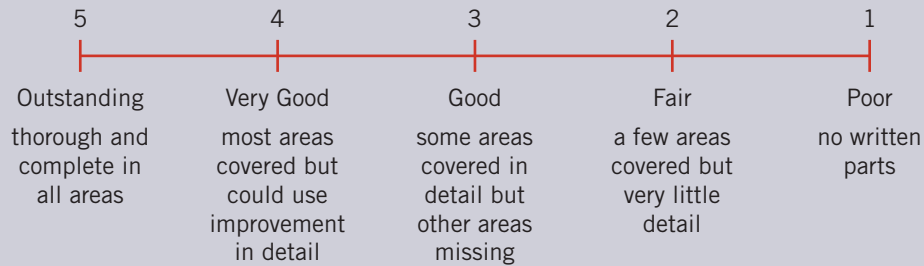 5 4 3 2 1
Outstanding Very Good Good Fair Poor
thorough and
complete in
all areas
most areas
covered but
could use
improvement
in detail
some areas
covered in
detail but
other areas
missing
a few areas
covered but
very little
detail
no written
parts